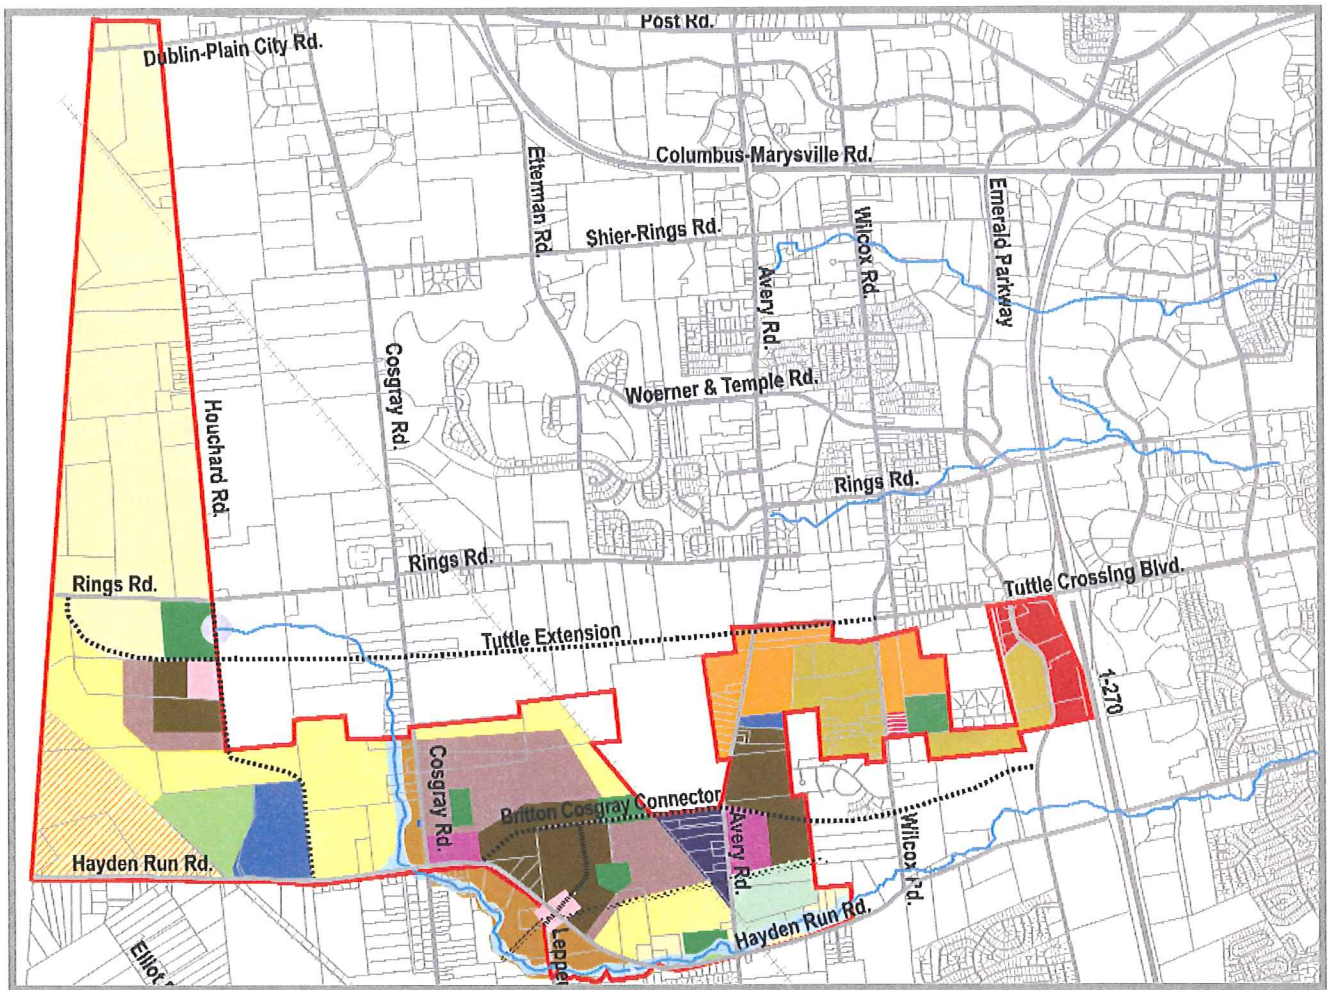 Post Rd.
Dublin-Plain City Rd.
Columbus-Marysville Rd.
Eiterman Rd.
Shier-Rings Rd.
Wilcox Rd.
Emerald Parkway
Avery Rd.
Cosgray Rd.
Woerner & Temple Rd.
Houchard Rd.
Rings Rd.
Rings Rd.
Rings Rd.
Tuttle Crossing Blvd.
Tuttle Extension
1-270
Cosgray Rd.
Britton Cosgray Connector
Avery Rd.
Wilcox Rd.
Hayden Run Rd.
Hayden Run Rd.